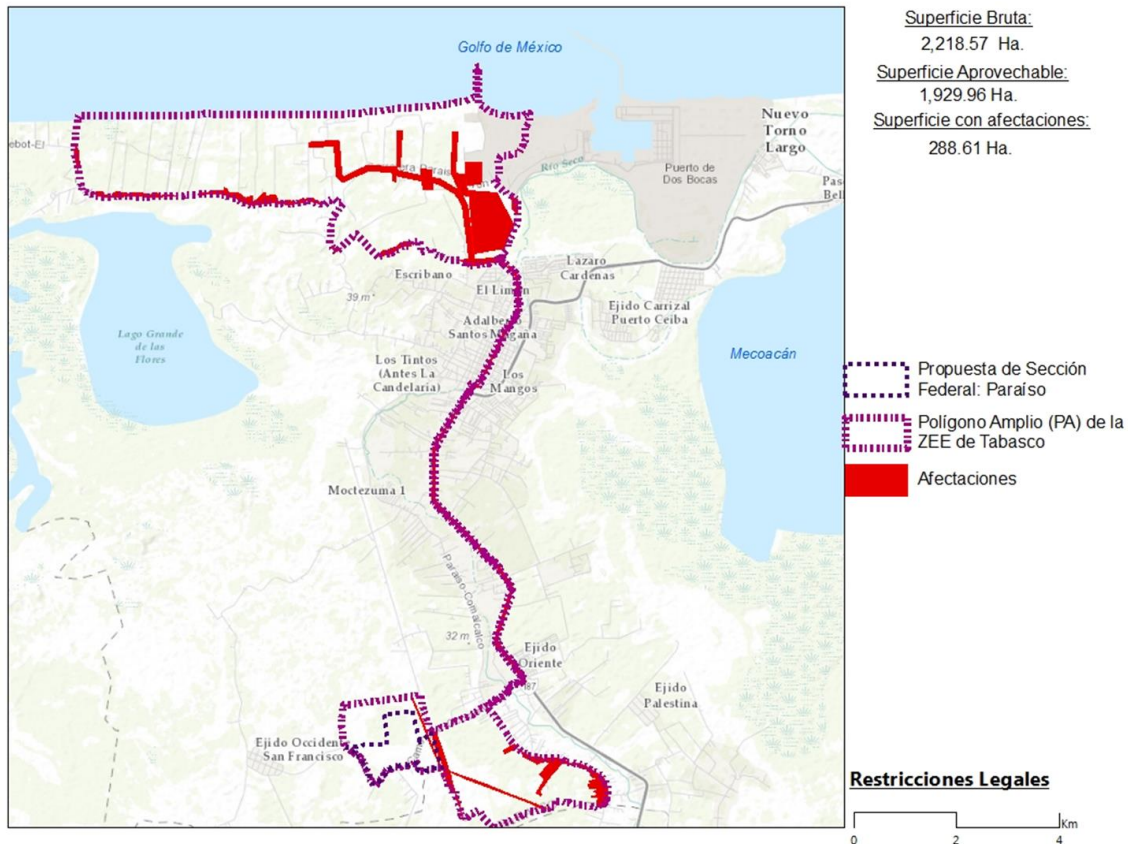 Superficie Bruta:
2,218.57 Ha.
Superficie Aprovechable:
1,929.96 Ha.
Superficie con afectaciones:
288.61 Ha.
Golfo de México
Nuevo
Torno
Largo
ebot-El
Río Seco
Puerto de
Dos Bocas
Lázaro
Cárdenas
Escribano
El Limón
39 m
Ejido Carrizal
Puerto Ceiba
Adalberto
Santos Magaña
Lago Grande
de las
Flores
Mecoacán
Los Tintos
(Antes La
Candelaria)
Los
Mangos
Propuesta de Sección
Federal: Paraíso
Polígono Amplio (PA) de la
ZEE de Tabasco
Afectaciones
Moctezuma 1
Paraíso-Comalcalco
32 m
Ejido
Oriente
187
Ejido
Palestina
Ejido Occident
San Francisco
Restricciones Legales
Km
0 2 4